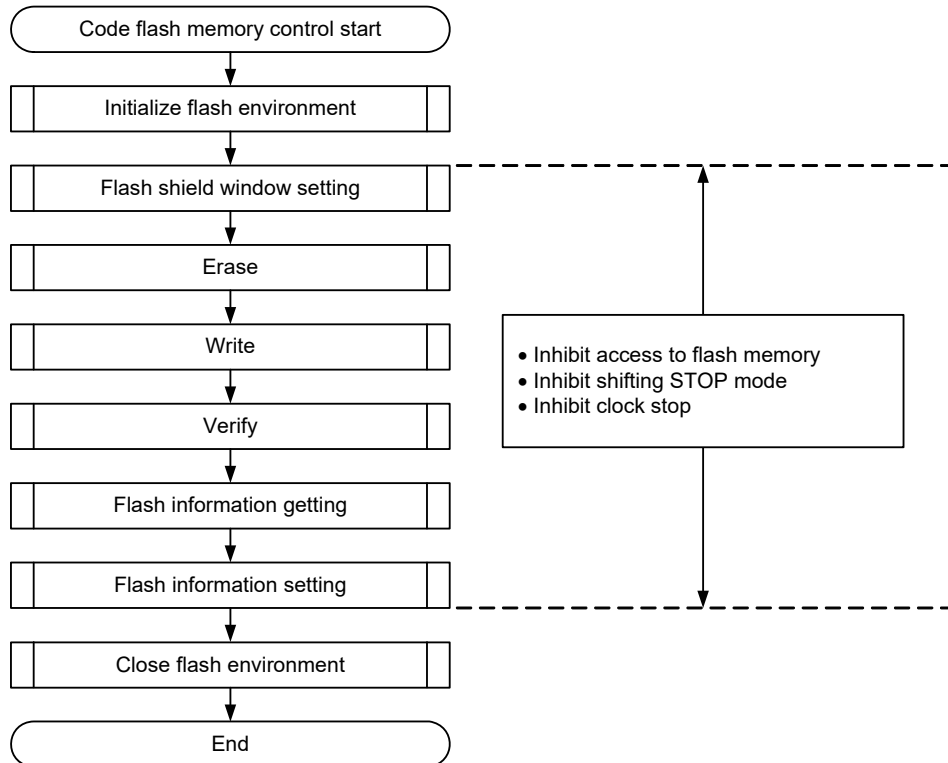 Code flash memory control start
Initialize flash environment
Flash shield window setting
Erase
Write
• Inhibit access to flash memory
• Inhibit shifting STOP mode
• Inhibit clock stop
Verify
Flash information getting
Flash information setting
Close flash environment
End